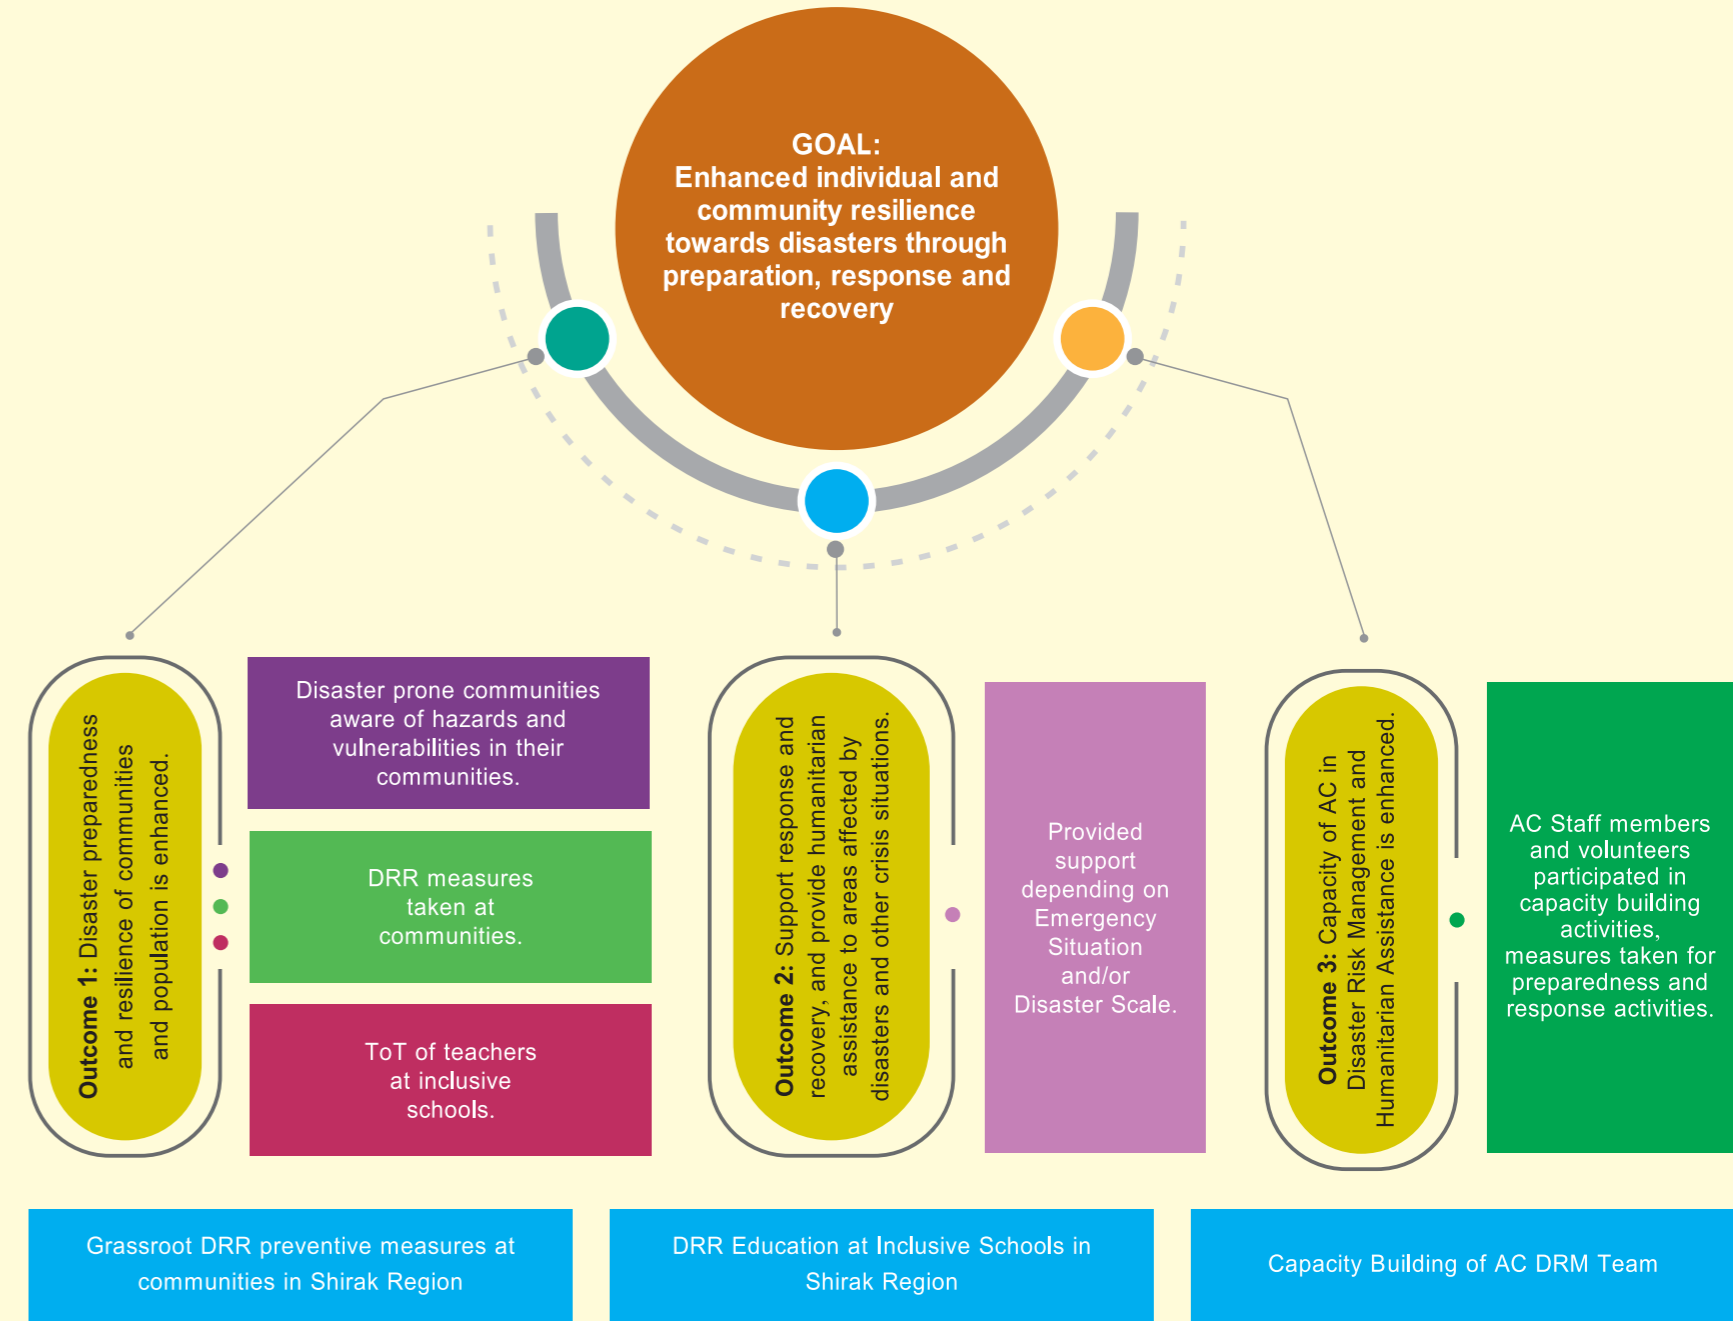 GOAL:
Enhanced individual and
community resilience
towards disasters through
preparation, response and
recovery
Outcome 1: Disaster preparedness
and resilience of communities
and population is enhanced.
Disaster prone communities
aware of hazards and
vulnerabilities in their
communities.
DRR measures
taken at
communities.
ToT of teachers
at inclusive
schools.
Outcome 2: Support response and
recovery, and provide humanitarian
assistance to areas affected by
disasters and other crisis situations.
Provided
support
depending on
Emergency
Situation
and/or
Disaster Scale.
Outcome 3: Capacity of AC in
Disaster Risk Management and
Humanitarian Assistance is enhanced.
AC Staff members
and volunteers
participated in
capacity building
activities,
measures taken for
preparedness and
response activities.
Grassroot DRR preventive measures at
communities in Shirak Region
DRR Education at Inclusive Schools in
Shirak Region
Capacity Building of AC DRM Team